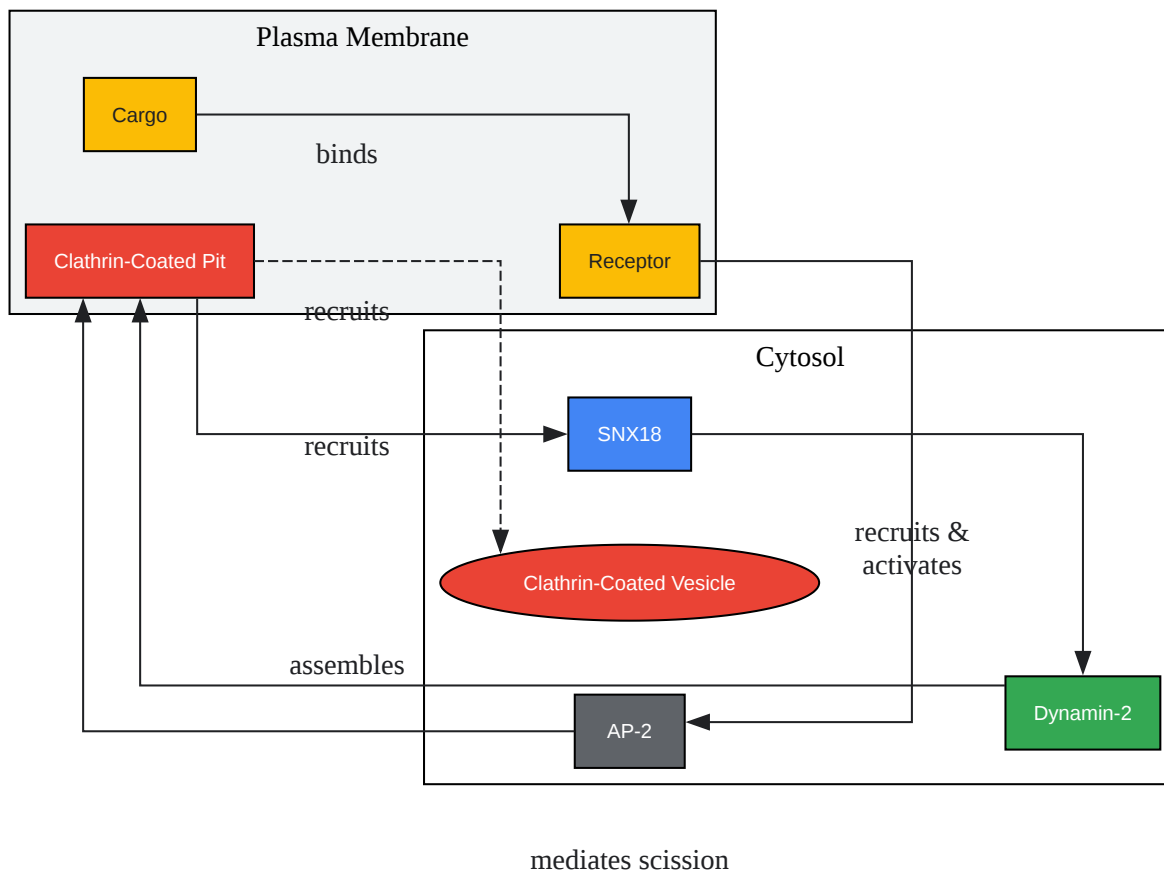 Plasma Membrane
Cargo
binds
Clathrin-Coated Pit
Receptor
recruits
Cytosol
SNX18
recruits
recruits &
activates
Clathrin-Coated Vesicle
assembles
AP-2
Dynamin-2
mediates scission